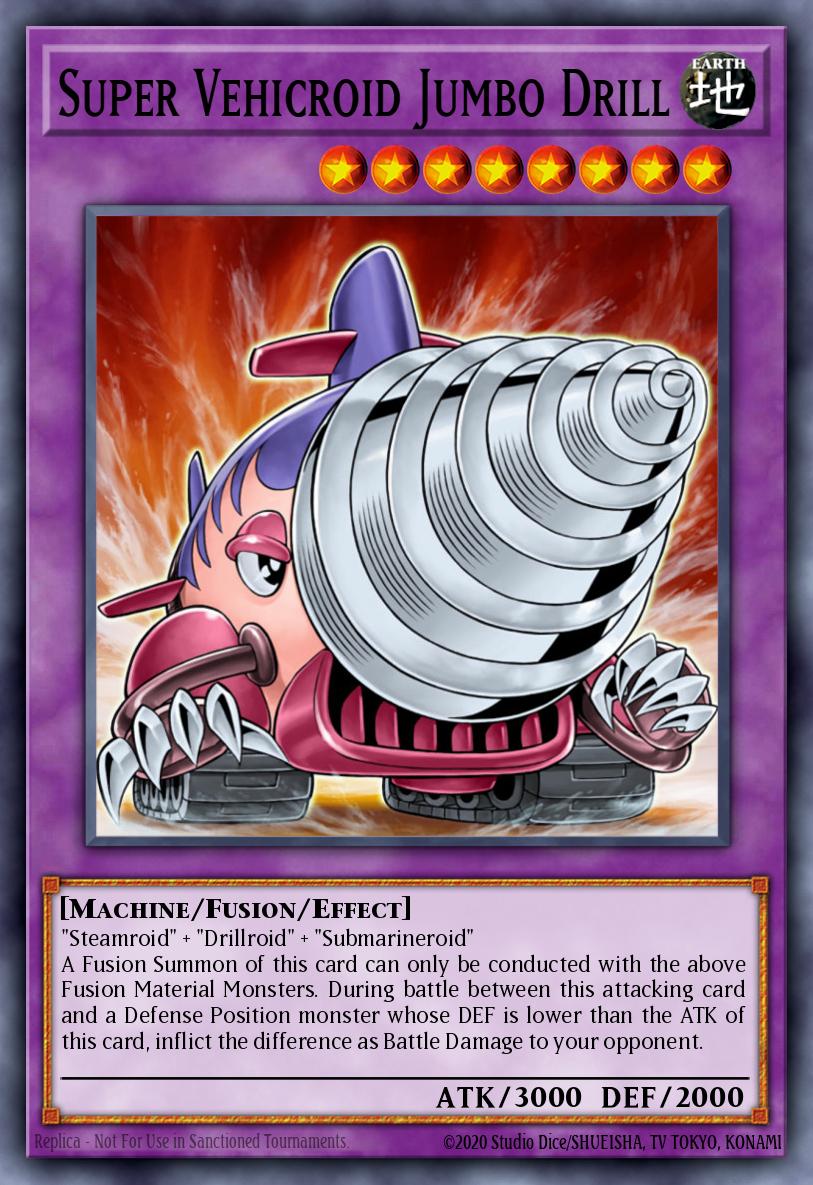 Super Vehicroid Jumbo Drill
EARTH
地
[Machine/Fusion/Effect]
"Steamroid" + "Drillroid" + "Submarineroid"
A Fusion Summon of this card can only be conducted with the above
Fusion Material Monsters. During battle between this attacking card
and a Defense Position monster whose DEF is lower than the ATK of
this card, inflict the difference as Battle Damage to your opponent.
ATK/3000 DEF/2000
Replica - Not For Use in Sanctioned Tournaments.
©2020 Studio Dice/SHUEISHA, TV TOKYO, KONAMI